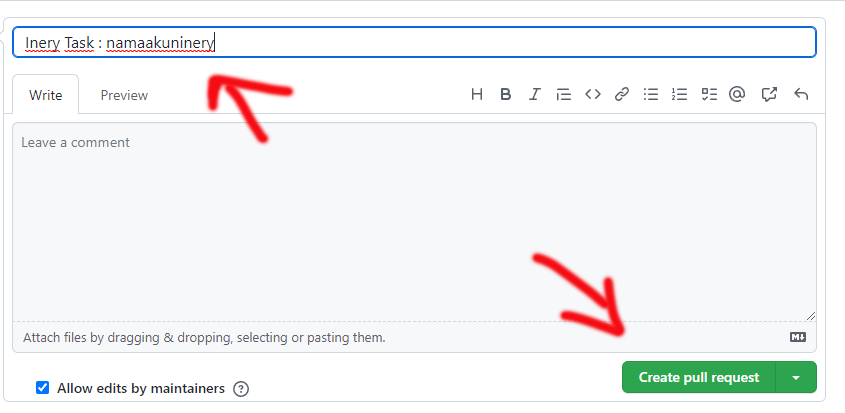 Inery Task : namaakuninery
Write Preview H B I
Leave a comment
Attach files by dragging & dropping, selecting or pasting them.
Create pull request
Allow edits by maintainers